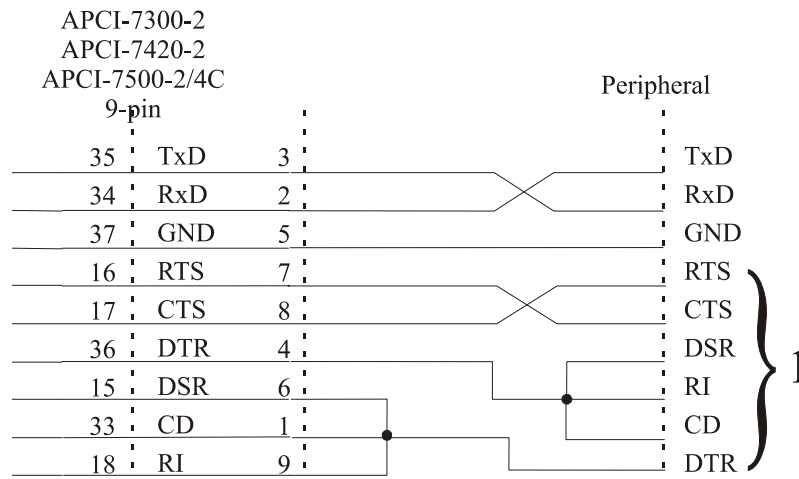 APCI-7300-2
APCI-7420-2
APCI-7500-2/4C
9-pin
Peripheral
35 TxD 3 TxD
34 RxD 2 RxD
37 GND 5 GND
16 RTS 7 RTS
17 CTS 8 CTS
36 DTR 4 DSR
15 DSR 6 RI
33 CD 1 CD
18 RI 9 DTR
1